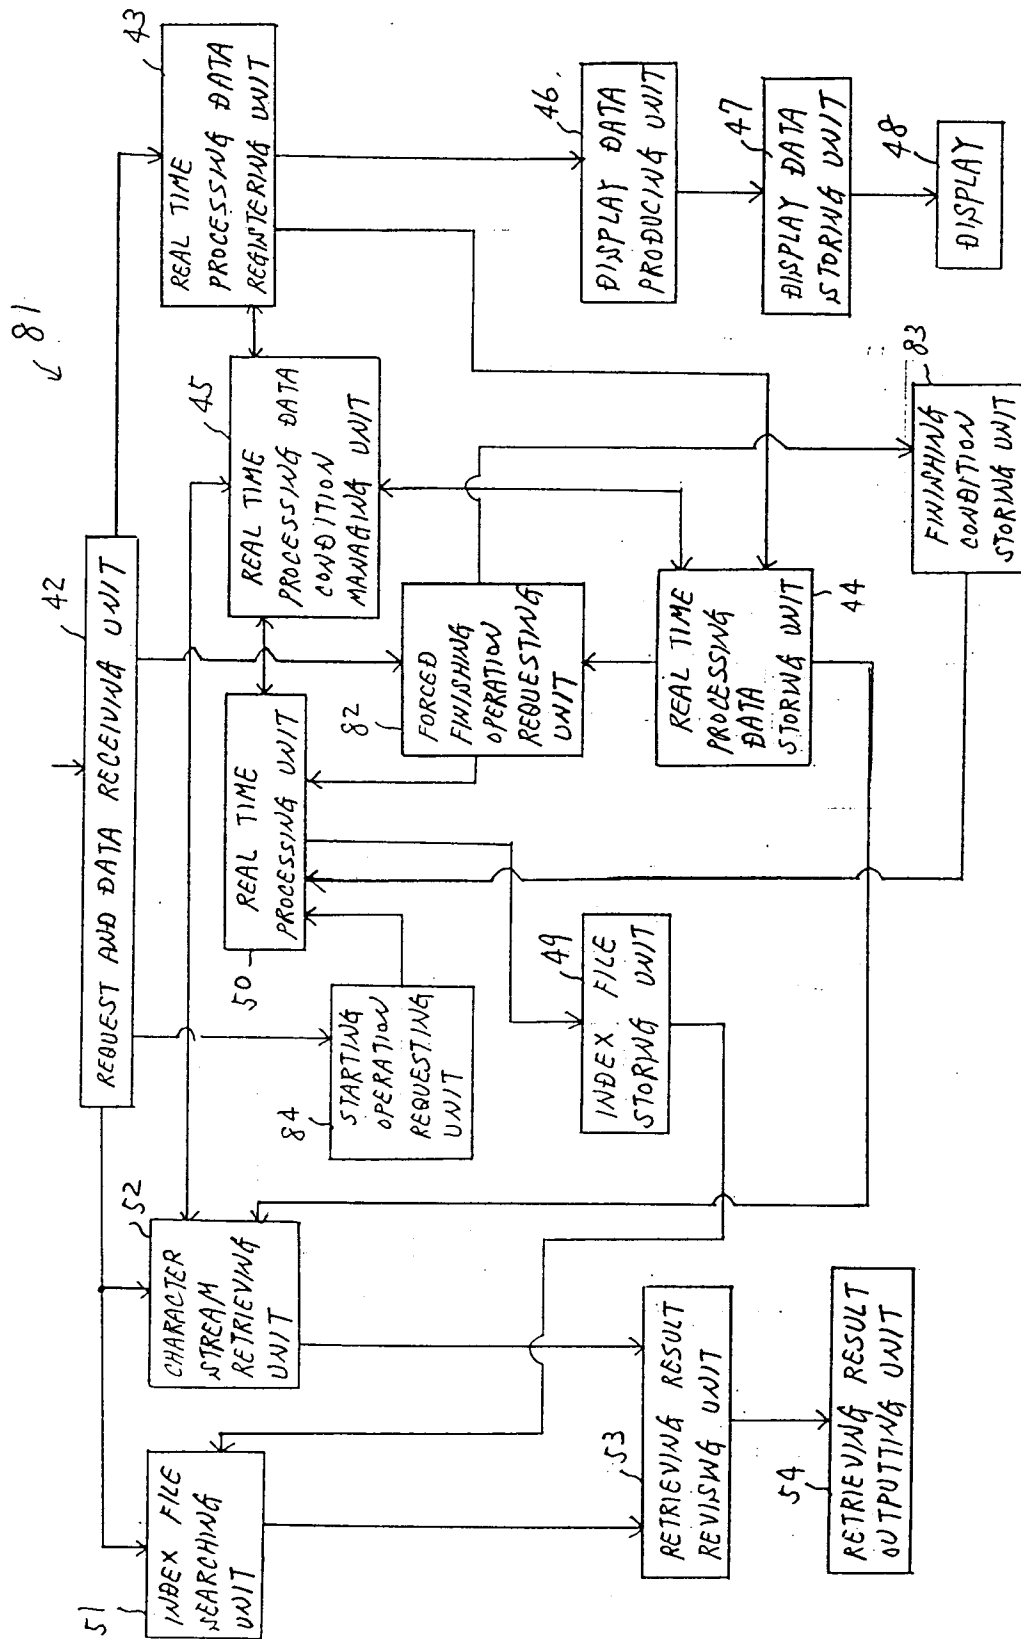 81
42
REQUEST AND DATA RECEIVING UNIT
51
INDEX FILE
SEARCHING
UNIT
52
CHARACTER
STREAM
RETRIEVING
UNIT
84
STARTING
OPERATION
REQUESTING
UNIT
50
REAL TIME
PROCESSING UNIT
45
REAL TIME
PROCESSING DATA
CONDITION
MANAGING UNIT
43
REAL TIME
PROCESSING DATA
REGISTERING UNIT
82
FORCED
FINISHING
OPERATION
REQUESTING
UNIT
49
INDEX FILE
STORING UNIT
44
REAL TIME
PROCESSING
DATA
STORING UNIT
46.
DISPLAY DATA
PRODUCING UNIT
47
DISPLAY DATA
STORING UNIT
48
DISPLAY
83
FINISHING
CONDITION
STORING UNIT
53
RETRIEVING RESULT
REVISING UNIT
54
RETRIEVING RESULT
OUTPUTTING UNIT